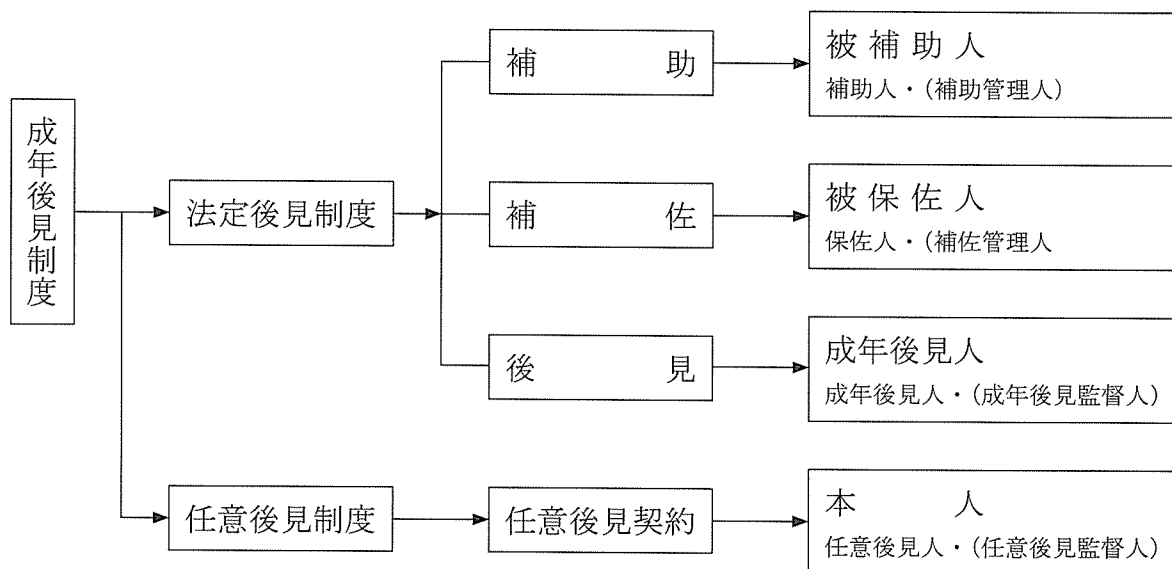 成年後見制度
法定後見制度
補助
被補助人
補助人・(補助管理人)
補佐
被保佐人
保佐人・(補佐管理人
後見
成年後見人
成年後見人・(成年後見監督人)
任意後見制度
任意後見契約
本人
任意後見人・(任意後見監督人)